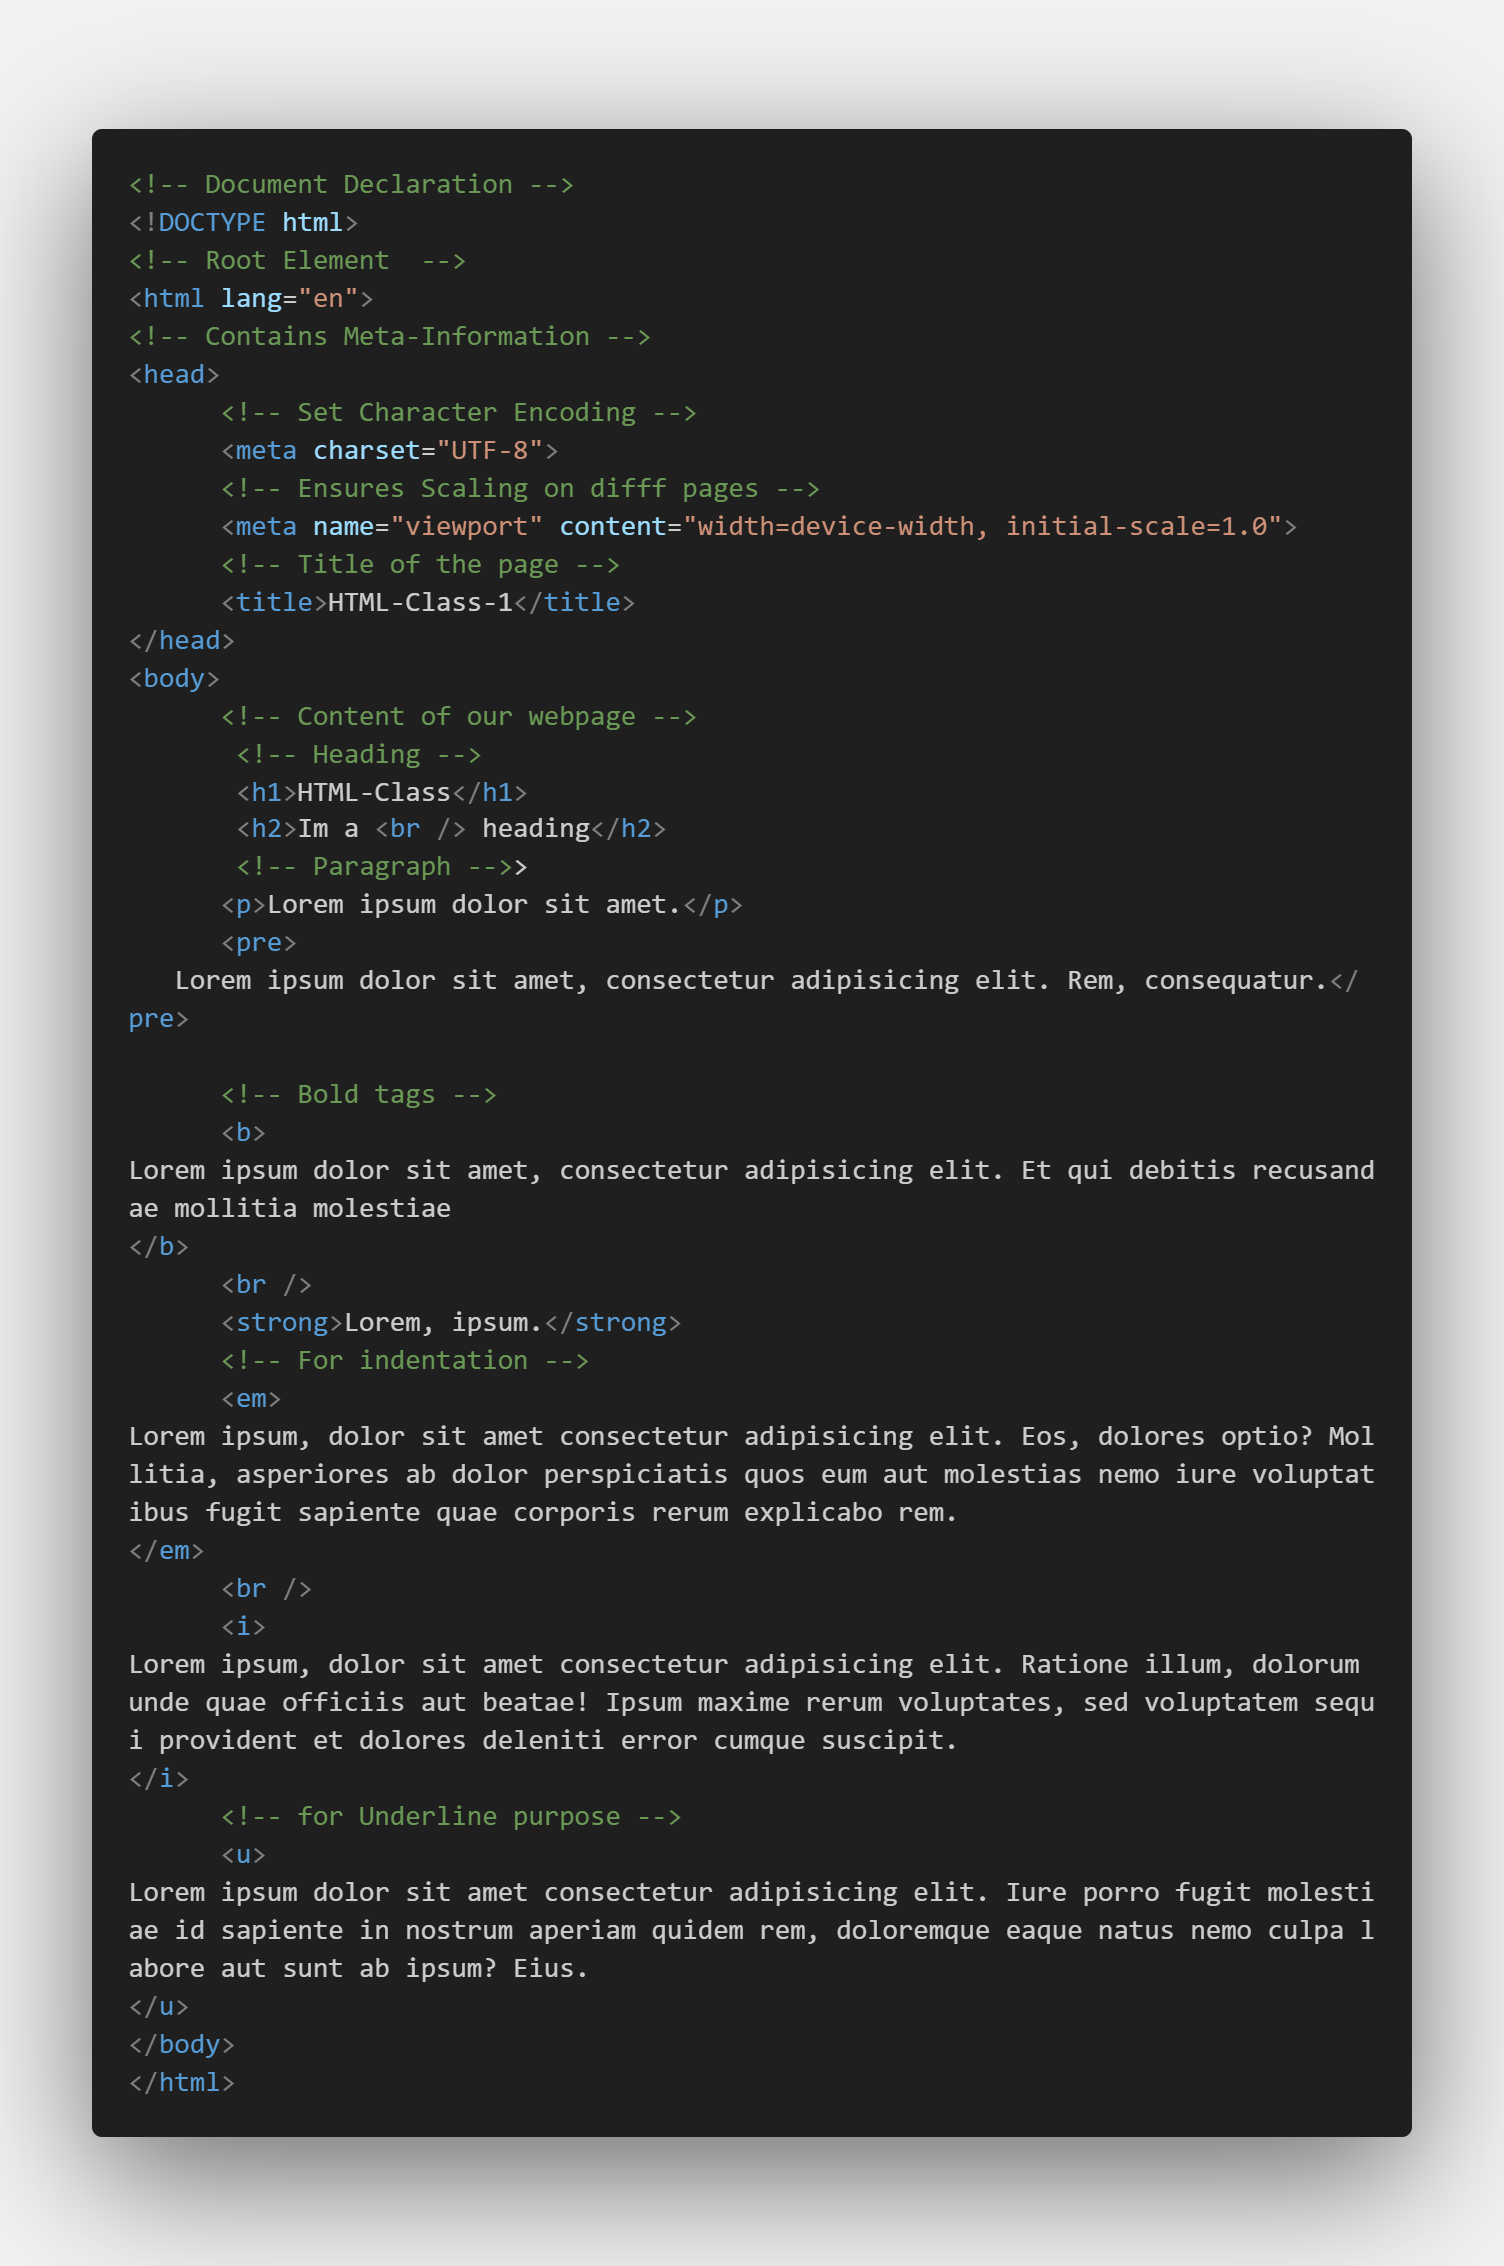 <!-- Document Declaration -->
<!DOCTYPE html>
<!-- Root Element  -->
<html lang="en">
<!-- Contains Meta-Information -->
<head>
      <!-- Set Character Encoding -->
      <meta charset="UTF-8">
      <!-- Ensures Scaling on difff pages -->
      <meta name="viewport" content="width=device-width, initial-scale=1.0">
      <!-- Title of the page -->
      <title>HTML-Class-1</title>
</head>
<body>
      <!-- Content of our webpage -->
       <!-- Heading -->
       <h1>HTML-Class</h1>
       <h2>Im a <br /> heading</h2>
       <!-- Paragraph -->>
      <p>Lorem ipsum dolor sit amet.</p>
      <pre>
   Lorem ipsum dolor sit amet, consectetur adipisicing elit. Rem, consequatur.</
pre>

      <!-- Bold tags -->
      <b>
Lorem ipsum dolor sit amet, consectetur adipisicing elit. Et qui debitis recusand
ae mollitia molestiae
</b>
      <br />
      <strong>Lorem, ipsum.</strong>
      <!-- For indentation -->
      <em>
Lorem ipsum, dolor sit amet consectetur adipisicing elit. Eos, dolores optio? Mol
litia, asperiores ab dolor perspiciatis quos eum aut molestias nemo iure voluptat
ibus fugit sapiente quae corporis rerum explicabo rem.
</em>
      <br />
      <i>
Lorem ipsum, dolor sit amet consectetur adipisicing elit. Ratione illum, dolorum
unde quae officiis aut beatae! Ipsum maxime rerum voluptates, sed voluptatem sequ
i provident et dolores deleniti error cumque suscipit.
</i>
      <!-- for Underline purpose -->
      <u>
Lorem ipsum dolor sit amet consectetur adipisicing elit. Iure porro fugit molesti
ae id sapiente in nostrum aperiam quidem rem, doloremque eaque natus nemo culpa l
abore aut sunt ab ipsum? Eius.
</u>
</body>
</html>